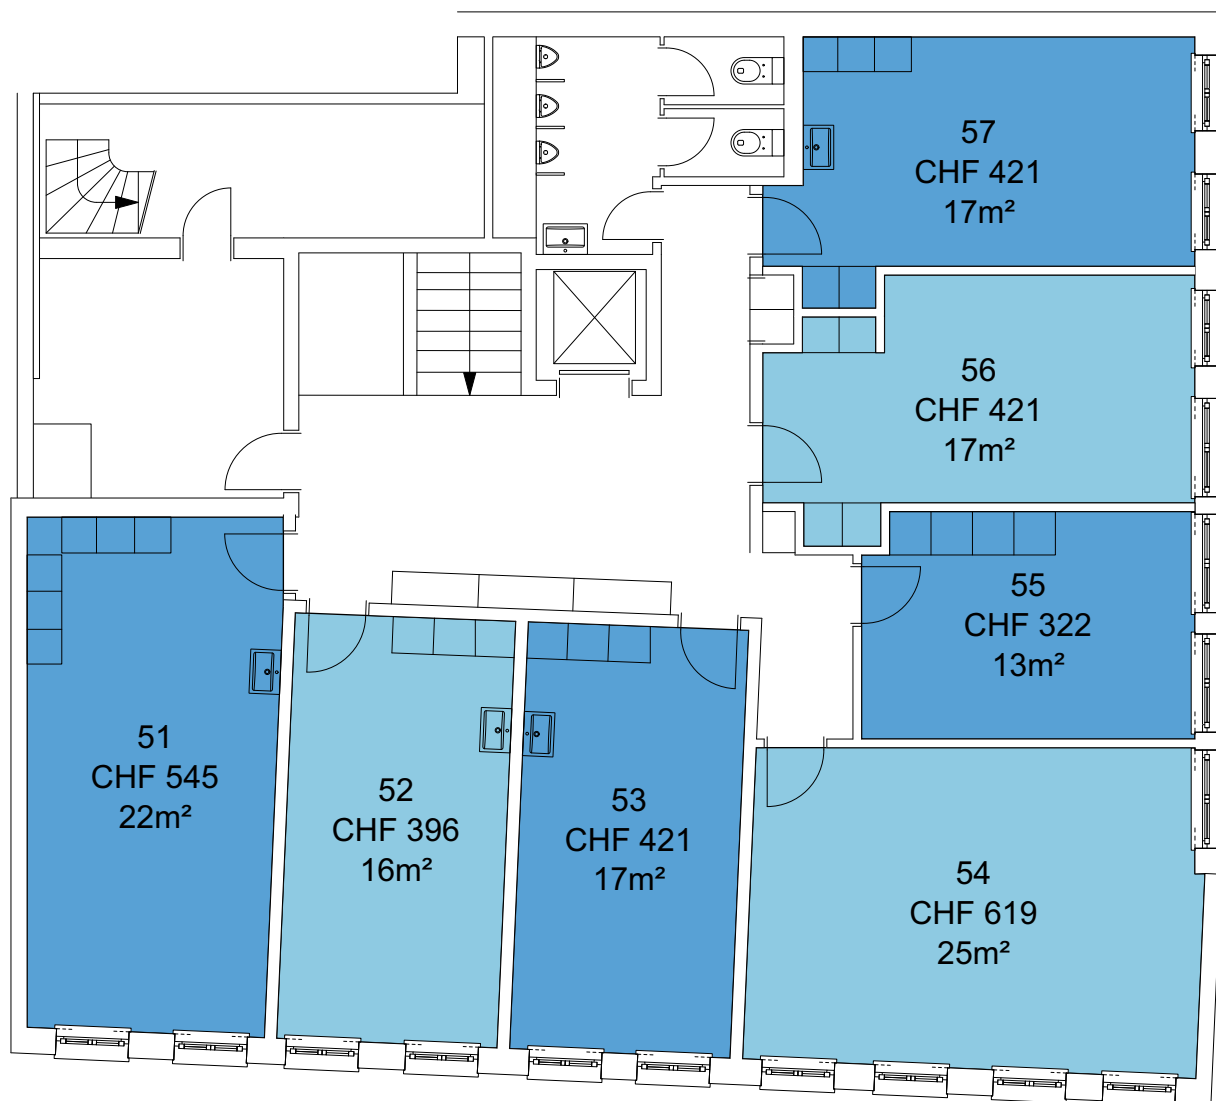 57
CHF 421
17m²
56
CHF 421
17m²
55
CHF 322
13m²
51
CHF 545
22m²
52
CHF 396
16m²
53
CHF 421
17m²
54
CHF 619
25m²